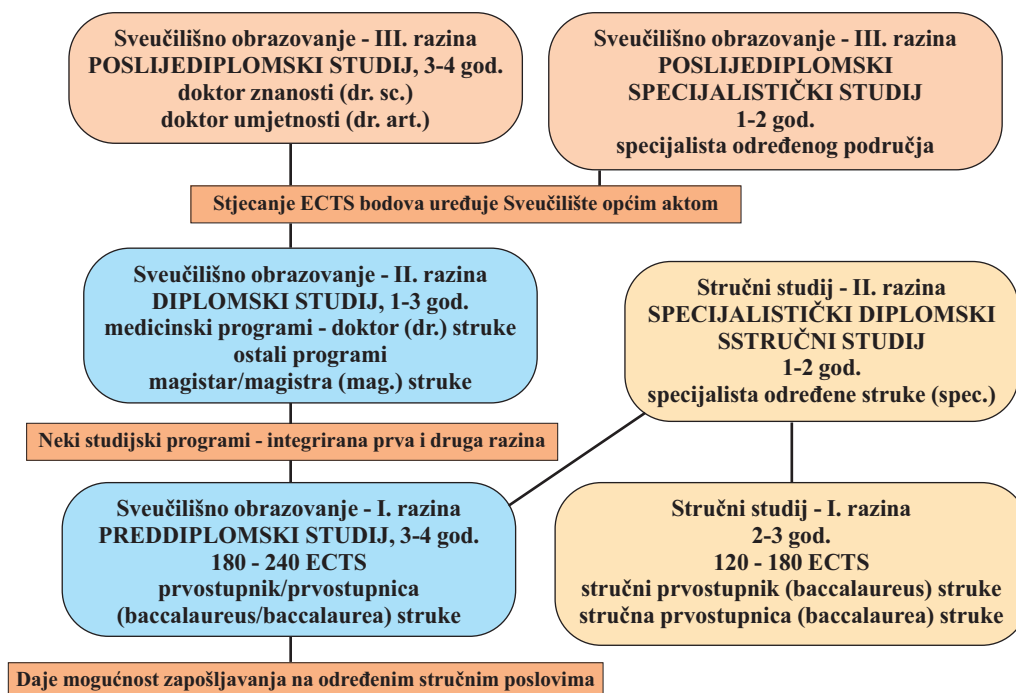 Sveučilišno obrazovanje - III. razina
POSLIJEDIPLOMSKI STUDIJ, 3-4 god.
doktor znanosti (dr. sc.)
doktor umjetnosti (dr. art.)
Sveučilišno obrazovanje - III. razina
POSLIJEDIPLOMSKI
SPECIJALISTIČKI STUDIJ
1-2 god.
specijalista određenog područja
Stjecanje ECTS bodova uređuje Sveučilište općim aktom
Sveučilišno obrazovanje - II. razina
DIPLOMSKI STUDIJ, 1-3 god.
medicinski programi - doktor (dr.) struke
ostali programi
magistar/magistra (mag.) struke
Stručni studij - II. razina
SPECIJALISTIČKI DIPLOMSKI
SSTRUČNI STUDIJ
1-2 god.
specijalista određene struke (spec.)
Neki studijski programi - integrirana prva i druga razina
Sveučilišno obrazovanje - I. razina
PREDDIPLOMSKI STUDIJ, 3-4 god.
180 - 240 ECTS
prvostupnik/prvostupnica
(baccalaureus/baccalaurea) struke
Stručni studij - I. razina
2-3 god.
120 - 180 ECTS
stručni prvostupnik (baccalaureus) struke
stručna prvostupnica (baccalaurea) struke
Daje mogućnost zapošljavanja na određenim stručnim poslovima